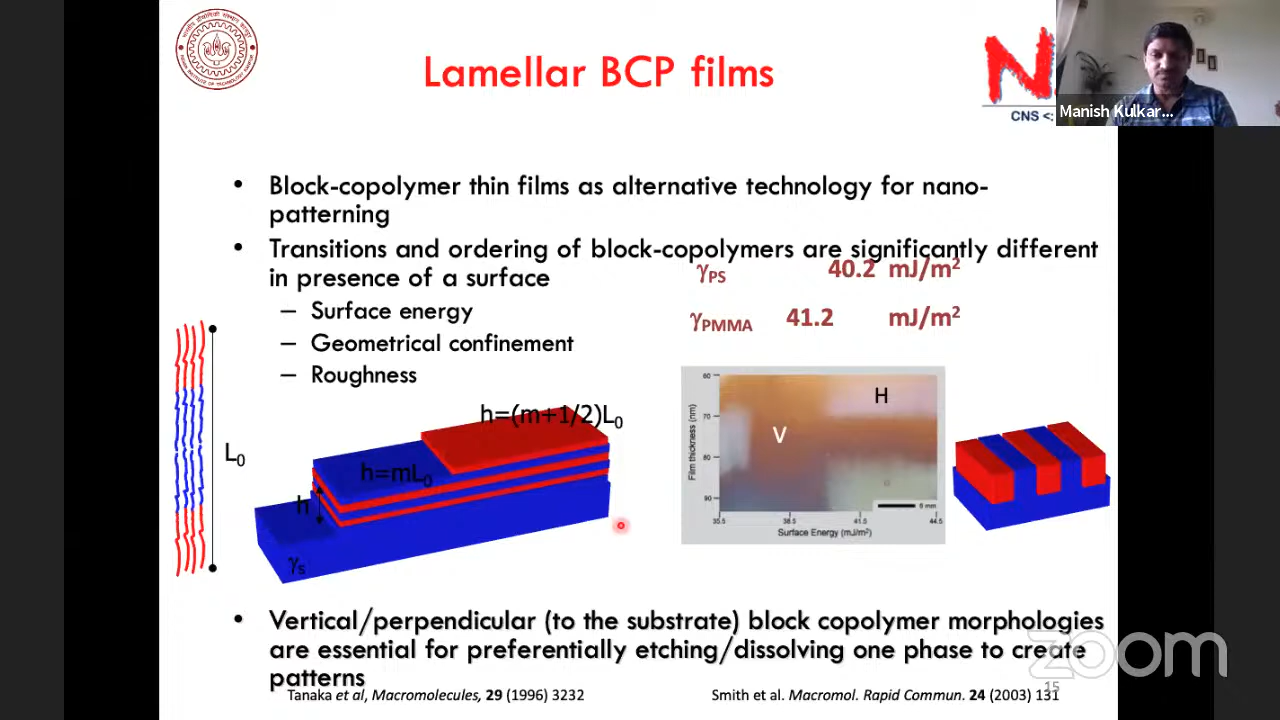 Lamellar BCP films
CNS <:
Manish Kulkar...
• Block-copolymer thin films as alternative technology for nano-
patterning
• Transitions and ordering of block-copolymers are significantly different
in presence of a surface
– Surface energy
– Geometrical confinement
– Roughness
γPS 40.2 mJ/m²
γPMMA 41.2 mJ/m²
L₀
h=(m+1/2)L₀
h=mL₀
h
γs
Film thickness (nm)
60
70
80
90
H
V
6 mm
35.5 38.5 41.5 44.5
Surface Energy (mJ/m²)
• Vertical/perpendicular (to the substrate) block copolymer morphologies
are essential for preferentially etching/dissolving one phase to create
patterns
zoom
Tanaka et al, Macromolecules, 29 (1996) 3232
Smith et al. Macromol. Rapid Commun. 24 (2003) 131
15